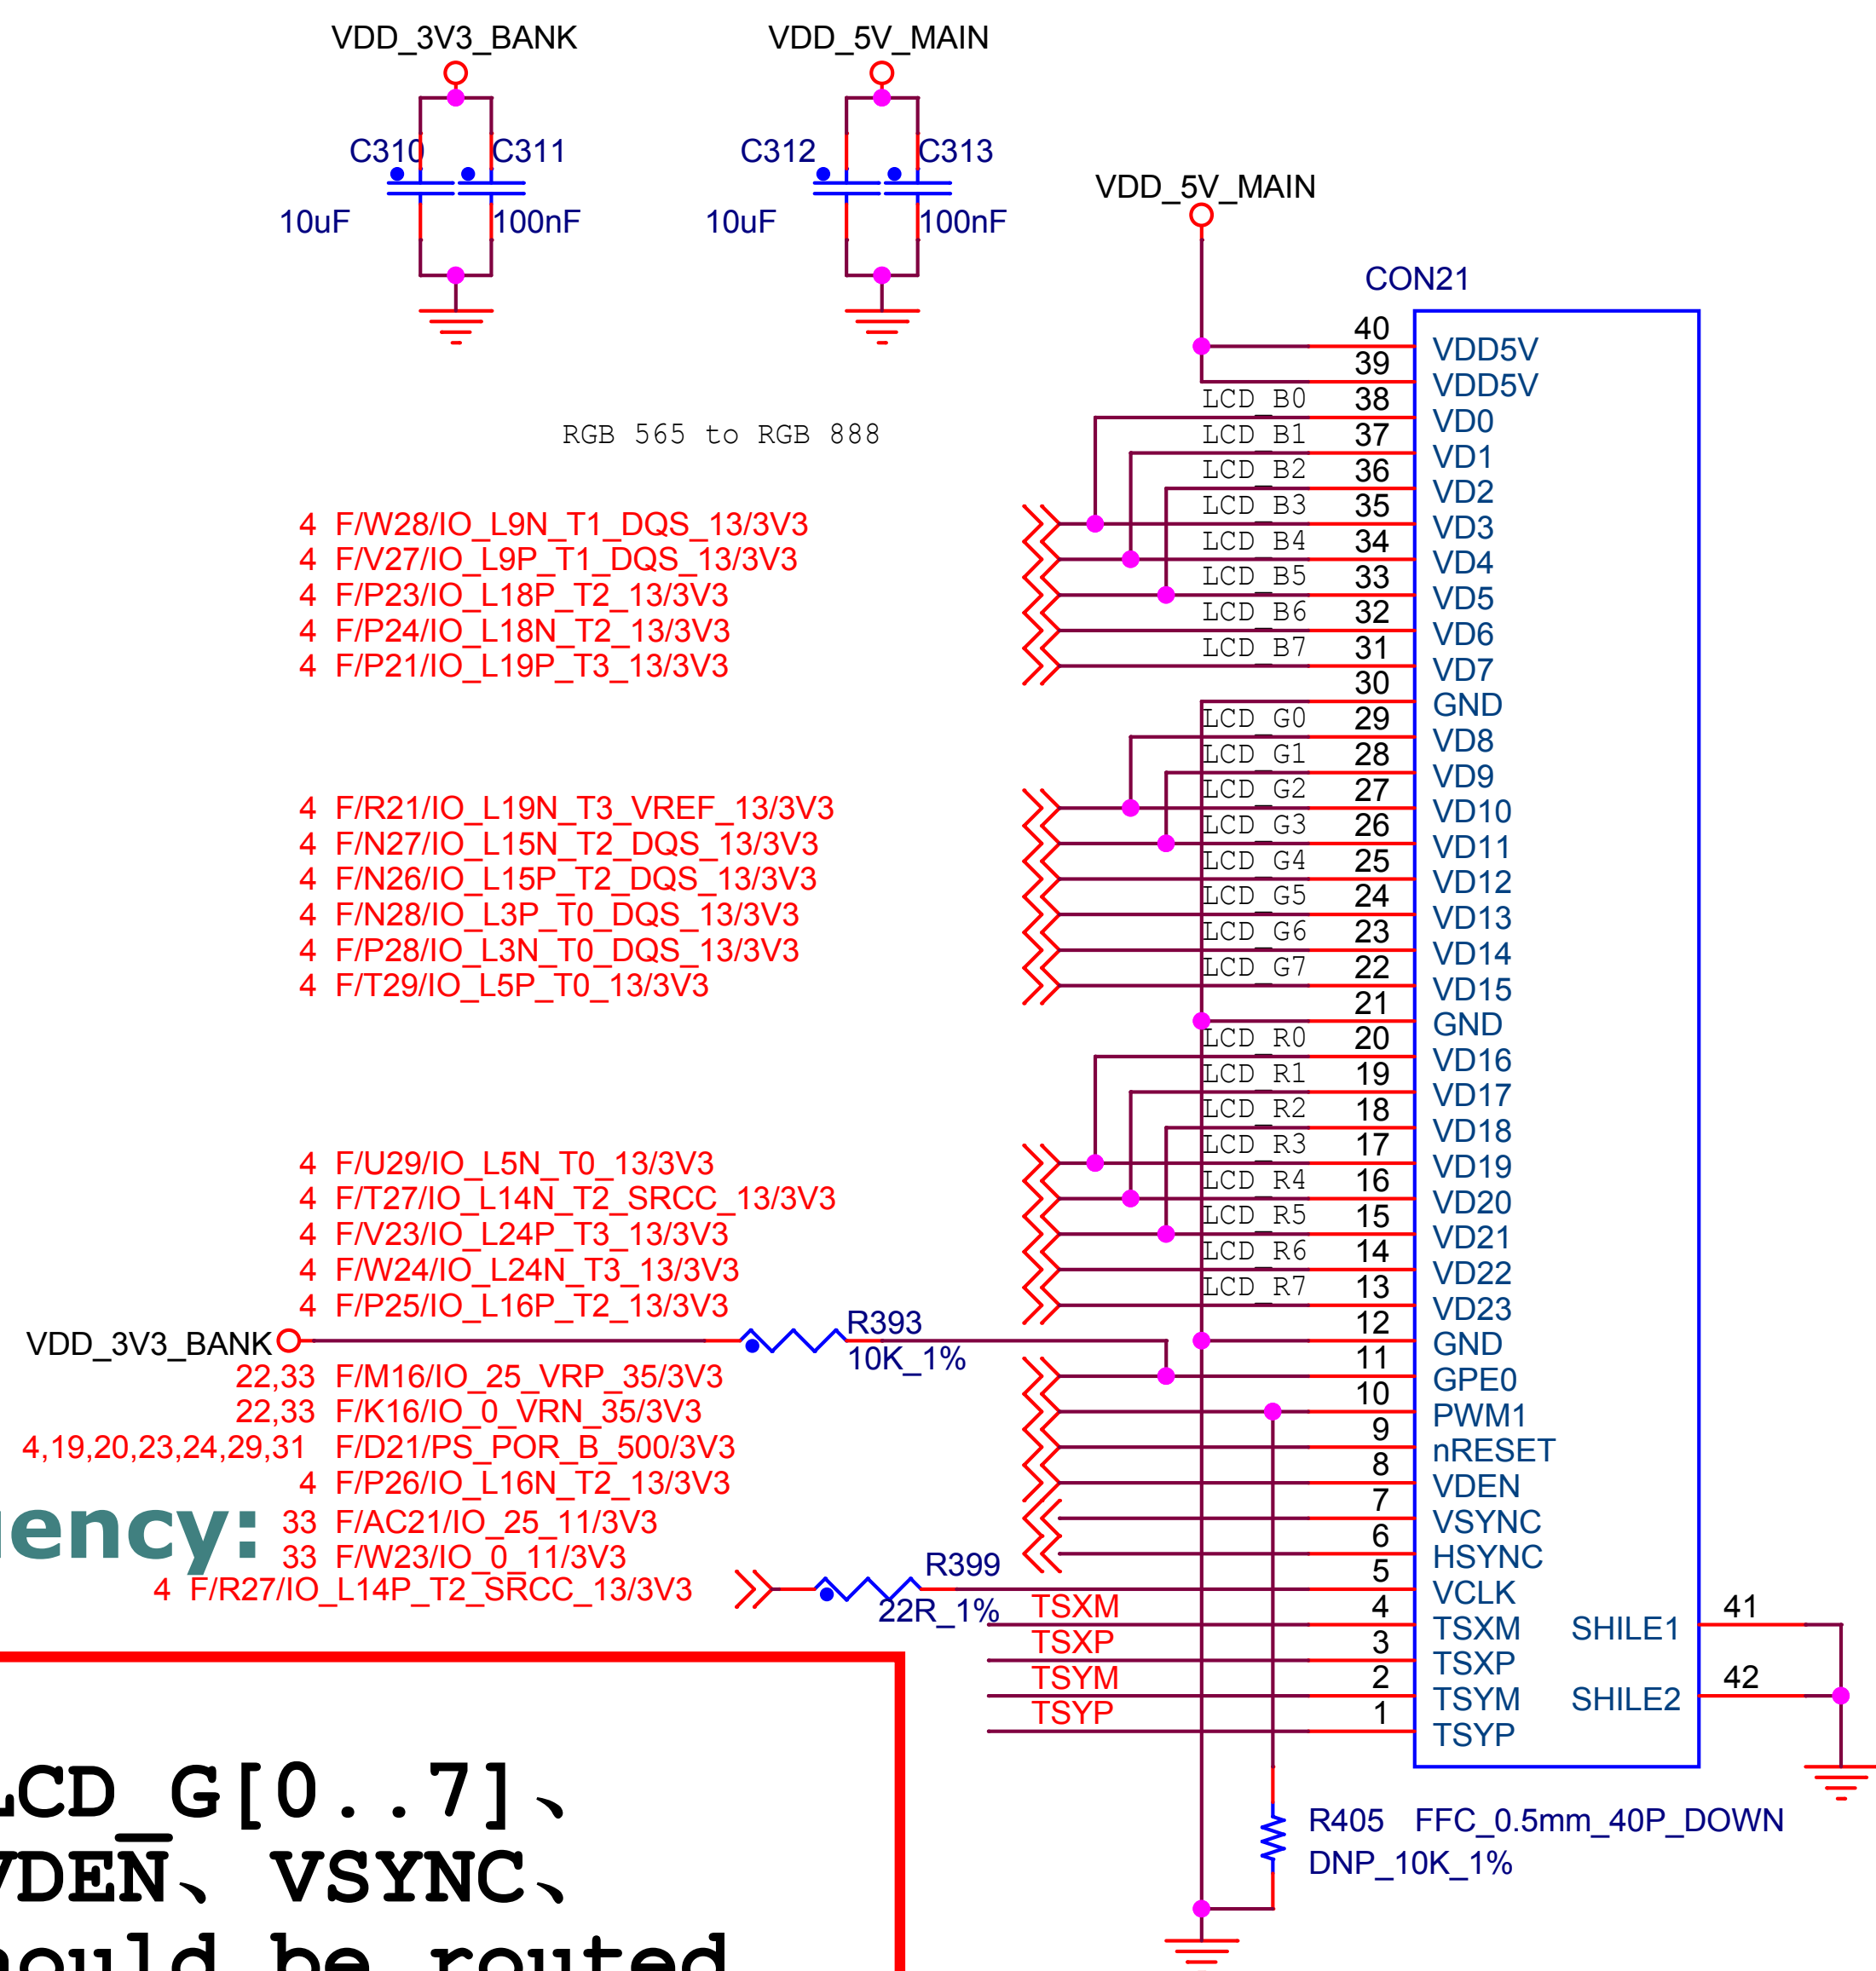 VDD_3V3_BANK VDD_5V_MAIN
C310 C311 C312 C313
10uF 100nF 10uF 100nF
VDD_5V_MAIN
CON21
RGB 565 to RGB 888
40 VDD5V
39 VDD5V
LCD_B0 38 VD0
LCD_B1 37 VD1
LCD_B2 36 VD2
4 F/W28/IO_L9N_T1_DQS_13/3V3 LCD_B3 35 VD3
4 F/V27/IO_L9P_T1_DQS_13/3V3 LCD_B4 34 VD4
4 F/P23/IO_L18P_T2_13/3V3 LCD_B5 33 VD5
4 F/P24/IO_L18N_T2_13/3V3 LCD_B6 32 VD6
4 F/P21/IO_L19P_T3_13/3V3 LCD_B7 31 VD7
30 GND
LCD_G0 29 VD8
LCD_G1 28 VD9
4 F/R21/IO_L19N_T3_VREF_13/3V3 LCD_G2 27 VD10
4 F/N27/IO_L15N_T2_DQS_13/3V3 LCD_G3 26 VD11
4 F/N26/IO_L15P_T2_DQS_13/3V3 LCD_G4 25 VD12
4 F/N28/IO_L3P_T0_DQS_13/3V3 LCD_G5 24 VD13
4 F/P28/IO_L3N_T0_DQS_13/3V3 LCD_G6 23 VD14
4 F/T29/IO_L5P_T0_13/3V3 LCD_G7 22 VD15
21 GND
LCD_R0 20 VD16
LCD_R1 19 VD17
LCD_R2 18 VD18
4 F/U29/IO_L5N_T0_13/3V3 LCD_R3 17 VD19
4 F/T27/IO_L14N_T2_SRCC_13/3V3 LCD_R4 16 VD20
4 F/V23/IO_L24P_T3_13/3V3 LCD_R5 15 VD21
4 F/W24/IO_L24N_T3_13/3V3 LCD_R6 14 VD22
4 F/P25/IO_L16P_T2_13/3V3 LCD_R7 13 VD23
VDD_3V3_BANK R393 10K_1% 12 GND
22,33 F/M16/IO_25_VRP_35/3V3 11 GPE0
22,33 F/K16/IO_0_VRN_35/3V3 10 PWM1
4,19,20,23,24,29,31 F/D21/PS_POR_B_500/3V3 9 nRESET
4 F/P26/IO_L16N_T2_13/3V3 8 VDEN
uency: 33 F/AC21/IO_25_11/3V3 7 VSYNC
33 F/W23/IO_0_11/3V3 6 HSYNC
4 F/R27/IO_L14P_T2_SRCC_13/3V3 R399 22R_1% 5 VCLK
TSXM 4 TSXM SHILE1 41
TSXP 3 TSXP
TSYM 2 TSYM SHILE2 42
TSYP 1 TSYP
LCD_G[0..7]、
VDEN、 VSYNC、
hould be routed
R405 FFC_0.5mm_40P_DOWN
DNP_10K_1%